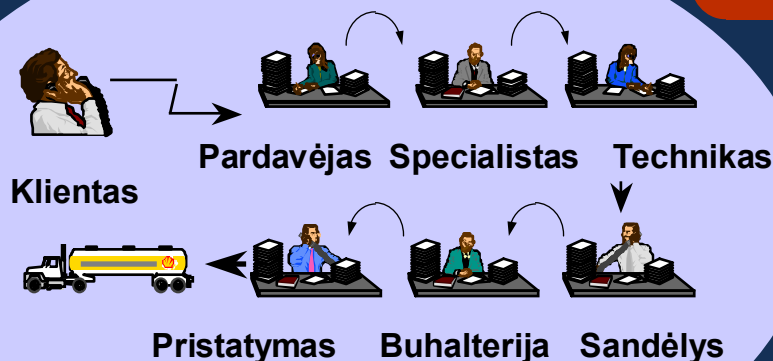 Pardavėjas Specialistas Technikas
Klientas
Pristatymas Buhalterija Sandėlys